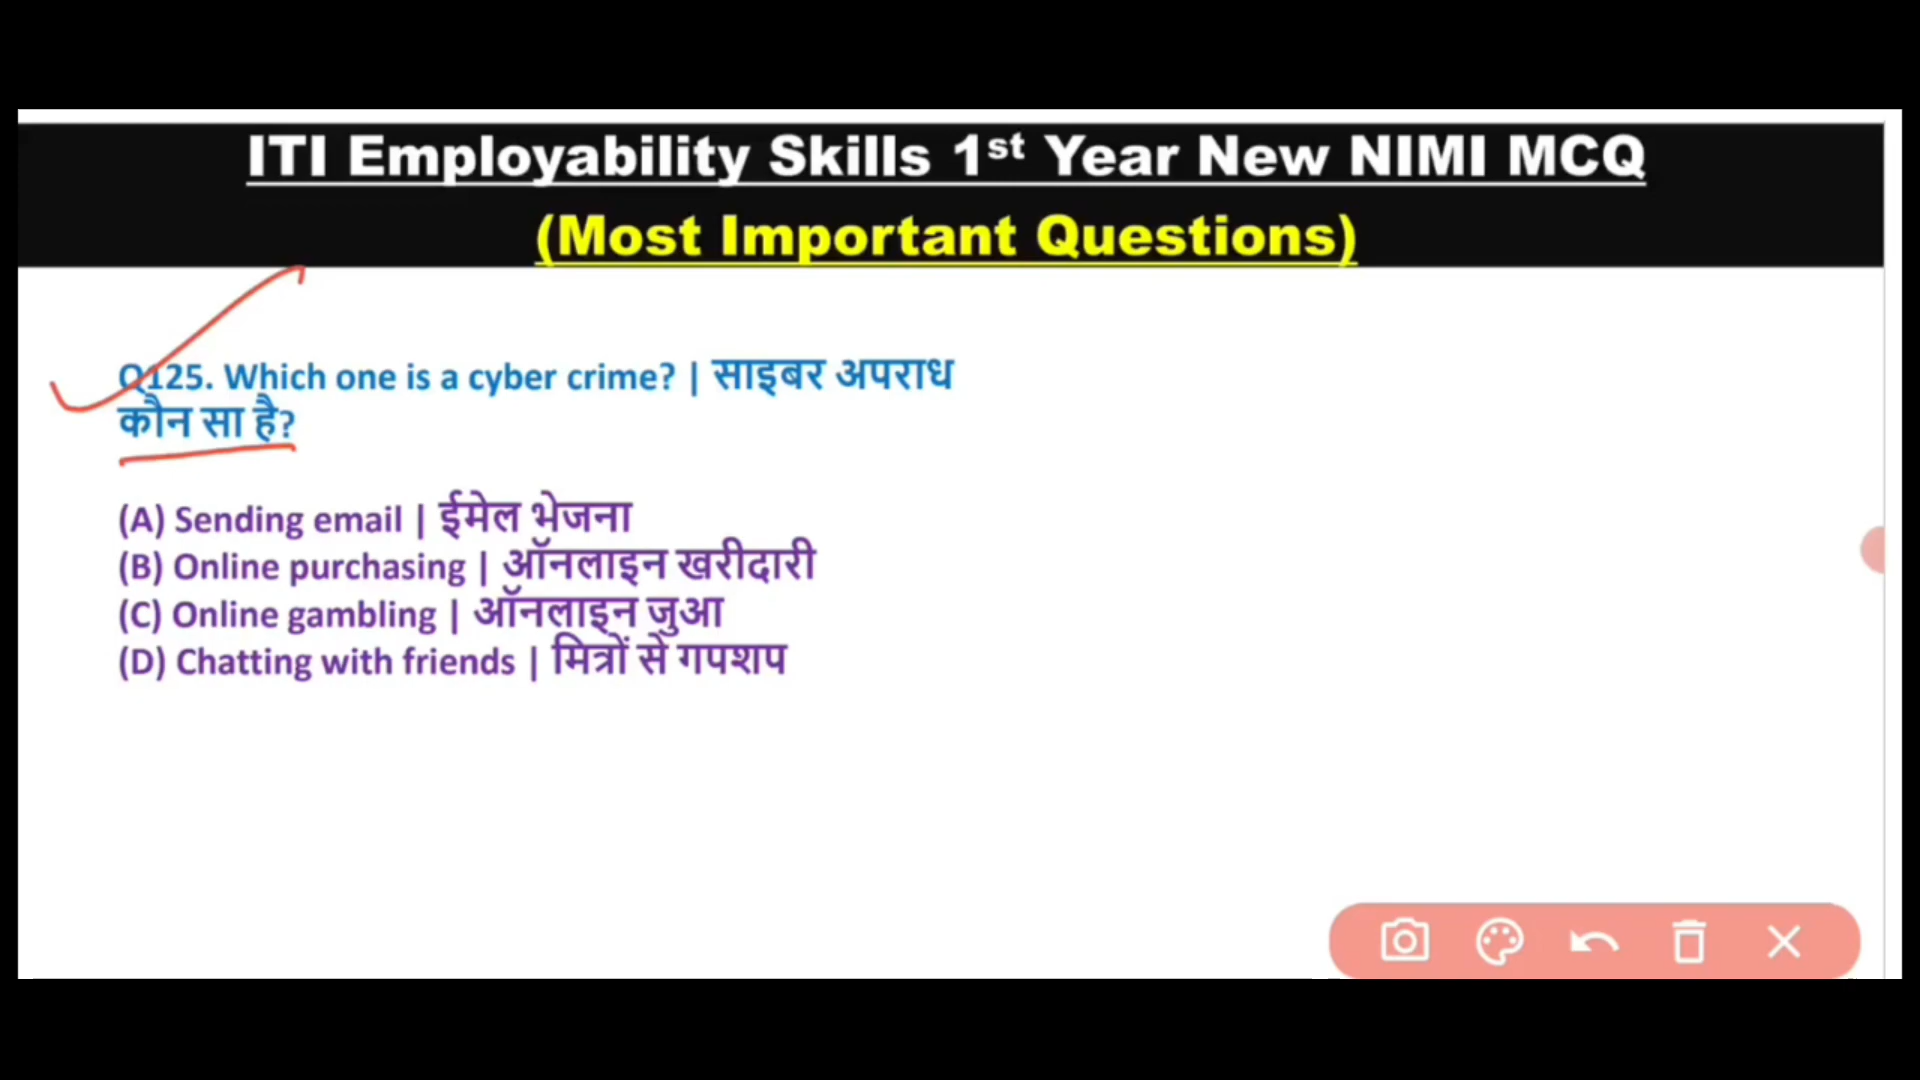 ITI Employability Skills 1st Year New NIMI MCQ
(Most Important Questions)
Q125. Which one is a cyber crime? | साइबर अपराध
कौन सा है?
(A) Sending email | ईमेल भेजना
(B) Online purchasing | ऑनलाइन खरीदारी
(C) Online gambling | ऑनलाइन जुआ
(D) Chatting with friends | मित्रों से गपशप